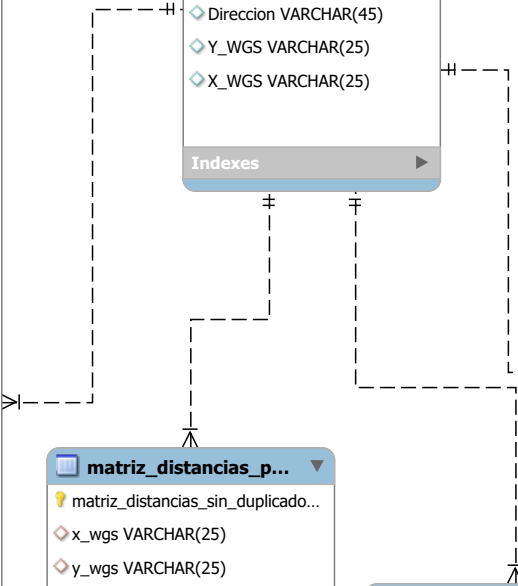 Direccion VARCHAR(45)
Y_WGS VARCHAR(25)
X_WGS VARCHAR(25)
Indexes
matriz_distancias_p...
matriz_distancias_sin_duplicado...
x_wgs VARCHAR(25)
y_wgs VARCHAR(25)